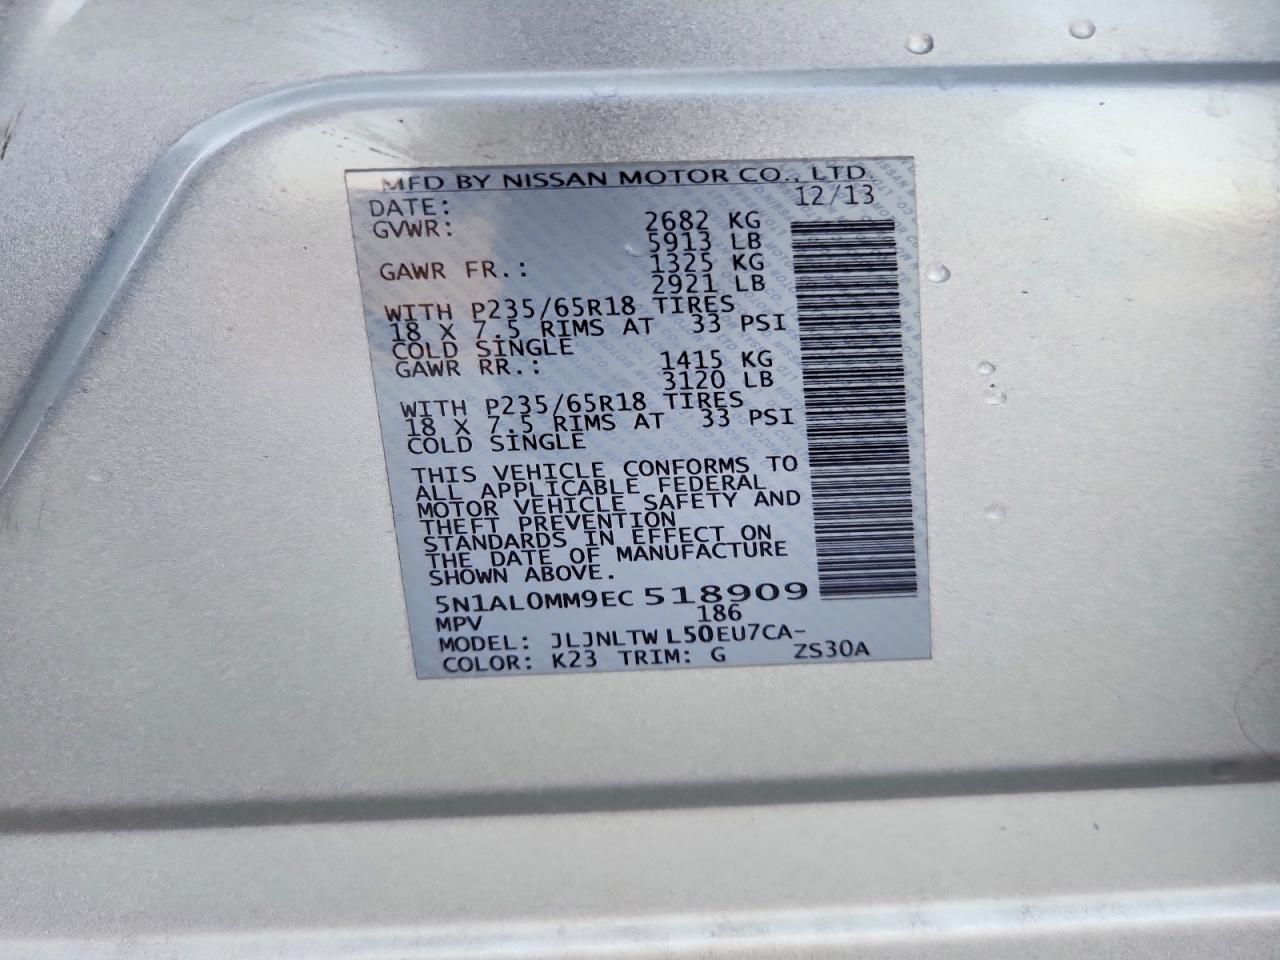 MFD BY NISSAN MOTOR CO., LTD.
DATE: 12/13
GVWR: 2682 KG
5913 LB
GAWR FR.: 1325 KG
2921 LB
WITH P235/65R18 TIRES
18 X 7.5 RIMS AT 33 PSI
COLD SINGLE
GAWR RR.: 1415 KG
3120 LB
WITH P235/65R18 TIRES
18 X 7.5 RIMS AT 33 PSI
COLD SINGLE
THIS VEHICLE CONFORMS TO
ALL APPLICABLE FEDERAL
MOTOR VEHICLE SAFETY AND
THEFT PREVENTION
STANDARDS IN EFFECT ON
THE DATE OF MANUFACTURE
SHOWN ABOVE.
5N1AL0MM9EC 518909
MPV 186
MODEL: JLJNLTW L50EU7CA-
COLOR: K23 TRIM: G ZS30A